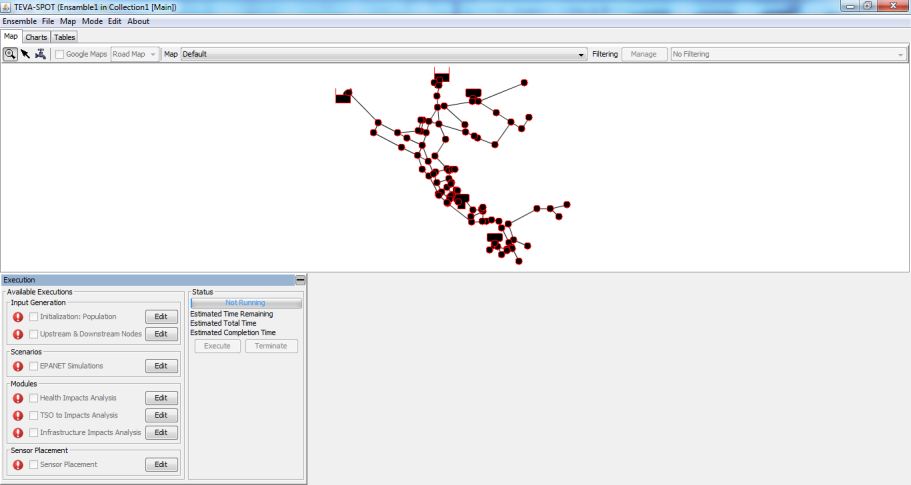 TEVA-SPOT (Ensamble1 in Collection1 [Main])
Ensemble File Map Mode Edit About
Map Charts Tables
Google Maps Road Map Map Default Filtering Manage No Filtering
Execution
Available Executions
Input Generation
Initialization: Population Edit
Upstream & Downstream Nodes Edit
Scenarios
EPANET Simulations Edit
Modules
Health Impacts Analysis Edit
TSO to Impacts Analysis Edit
Infrastructure Impacts Analysis Edit
Sensor Placement
Sensor Placement Edit
Status
Not Running
Estimated Time Remaining
Estimated Total Time
Estimated Completion Time
Execute Terminate